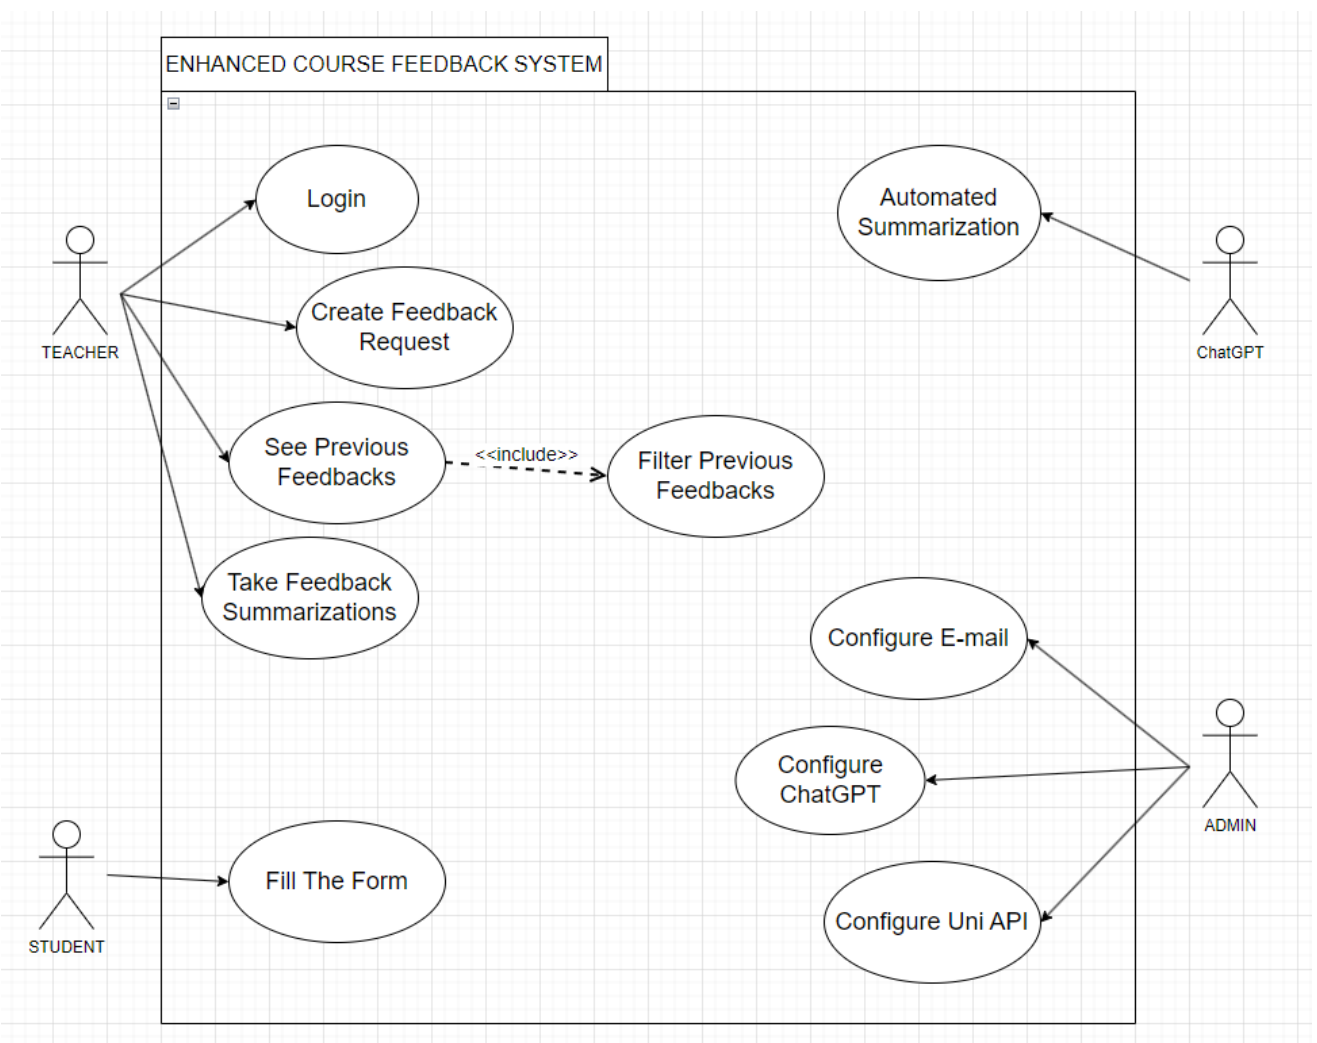 ENHANCED COURSE FEEDBACK SYSTEM
Login
Automated
Summarization
Create Feedback
Request
TEACHER
ChatGPT
See Previous
Feedbacks
<<include>>
Filter Previous
Feedbacks
Take Feedback
Summarizations
Configure E-mail
Configure
ChatGPT
ADMIN
Fill The Form
Configure Uni API
STUDENT